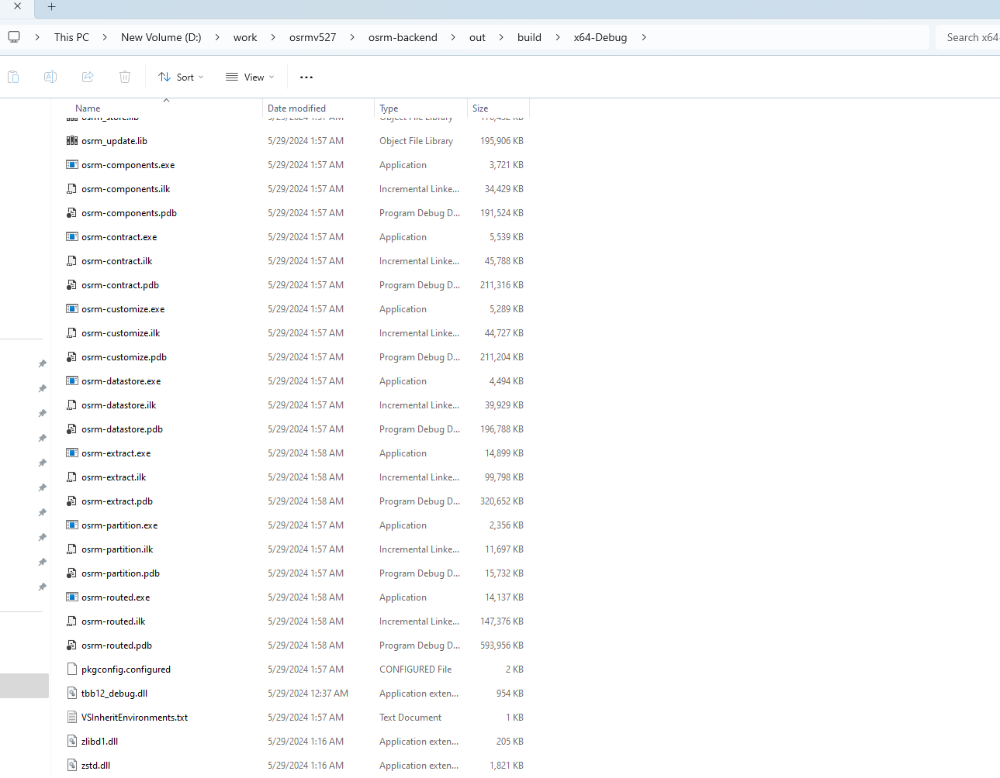 This PC > New Volume (D:) > work > osrmv527 > osrm-backend > out > build > x64-Debug >
Search x64-
Sort
View
Name Date modified Type Size
osrm_store.lib 5/29/2024 1:57 AM Object File Library
osrm_update.lib 5/29/2024 1:57 AM Object File Library 195,906 KB
osrm-components.exe 5/29/2024 1:57 AM Application 3,721 KB
osrm-components.ilk 5/29/2024 1:57 AM Incremental Linke... 34,429 KB
osrm-components.pdb 5/29/2024 1:57 AM Program Debug D... 191,524 KB
osrm-contract.exe 5/29/2024 1:57 AM Application 5,539 KB
osrm-contract.ilk 5/29/2024 1:57 AM Incremental Linke... 45,788 KB
osrm-contract.pdb 5/29/2024 1:57 AM Program Debug D... 211,316 KB
osrm-customize.exe 5/29/2024 1:57 AM Application 5,289 KB
osrm-customize.ilk 5/29/2024 1:57 AM Incremental Linke... 44,727 KB
osrm-customize.pdb 5/29/2024 1:57 AM Program Debug D... 211,204 KB
osrm-datastore.exe 5/29/2024 1:57 AM Application 4,494 KB
osrm-datastore.ilk 5/29/2024 1:57 AM Incremental Linke... 39,929 KB
osrm-datastore.pdb 5/29/2024 1:57 AM Program Debug D... 196,788 KB
osrm-extract.exe 5/29/2024 1:58 AM Application 14,899 KB
osrm-extract.ilk 5/29/2024 1:58 AM Incremental Linke... 99,798 KB
osrm-extract.pdb 5/29/2024 1:58 AM Program Debug D... 320,652 KB
osrm-partition.exe 5/29/2024 1:57 AM Application 2,356 KB
osrm-partition.ilk 5/29/2024 1:57 AM Incremental Linke... 11,697 KB
osrm-partition.pdb 5/29/2024 1:57 AM Program Debug D... 15,732 KB
osrm-routed.exe 5/29/2024 1:58 AM Application 14,137 KB
osrm-routed.ilk 5/29/2024 1:58 AM Incremental Linke... 147,376 KB
osrm-routed.pdb 5/29/2024 1:58 AM Program Debug D... 593,956 KB
pkgconfig.configured 5/29/2024 1:57 AM CONFIGURED File 2 KB
tbb12_debug.dll 5/29/2024 12:37 AM Application exten... 954 KB
VSInheritEnvironments.txt 5/29/2024 1:57 AM Text Document 1 KB
zlibd1.dll 5/29/2024 1:16 AM Application exten... 205 KB
zstd.dll 5/29/2024 1:16 AM Application exten... 1,821 KB